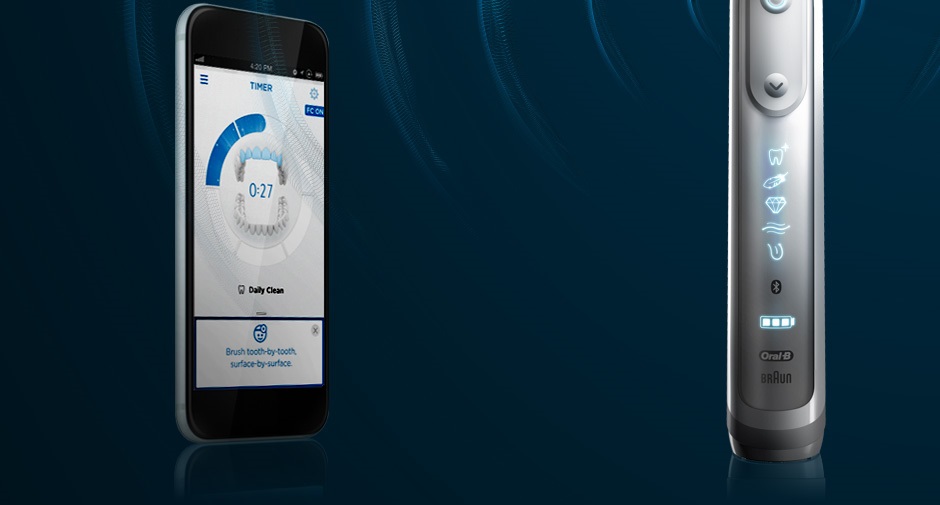 4:20 PM
TIMER
FC ON
0:27
Daily Clean
Brush tooth-by-tooth,
surface-by-surface.
Oral-B
BRAUN